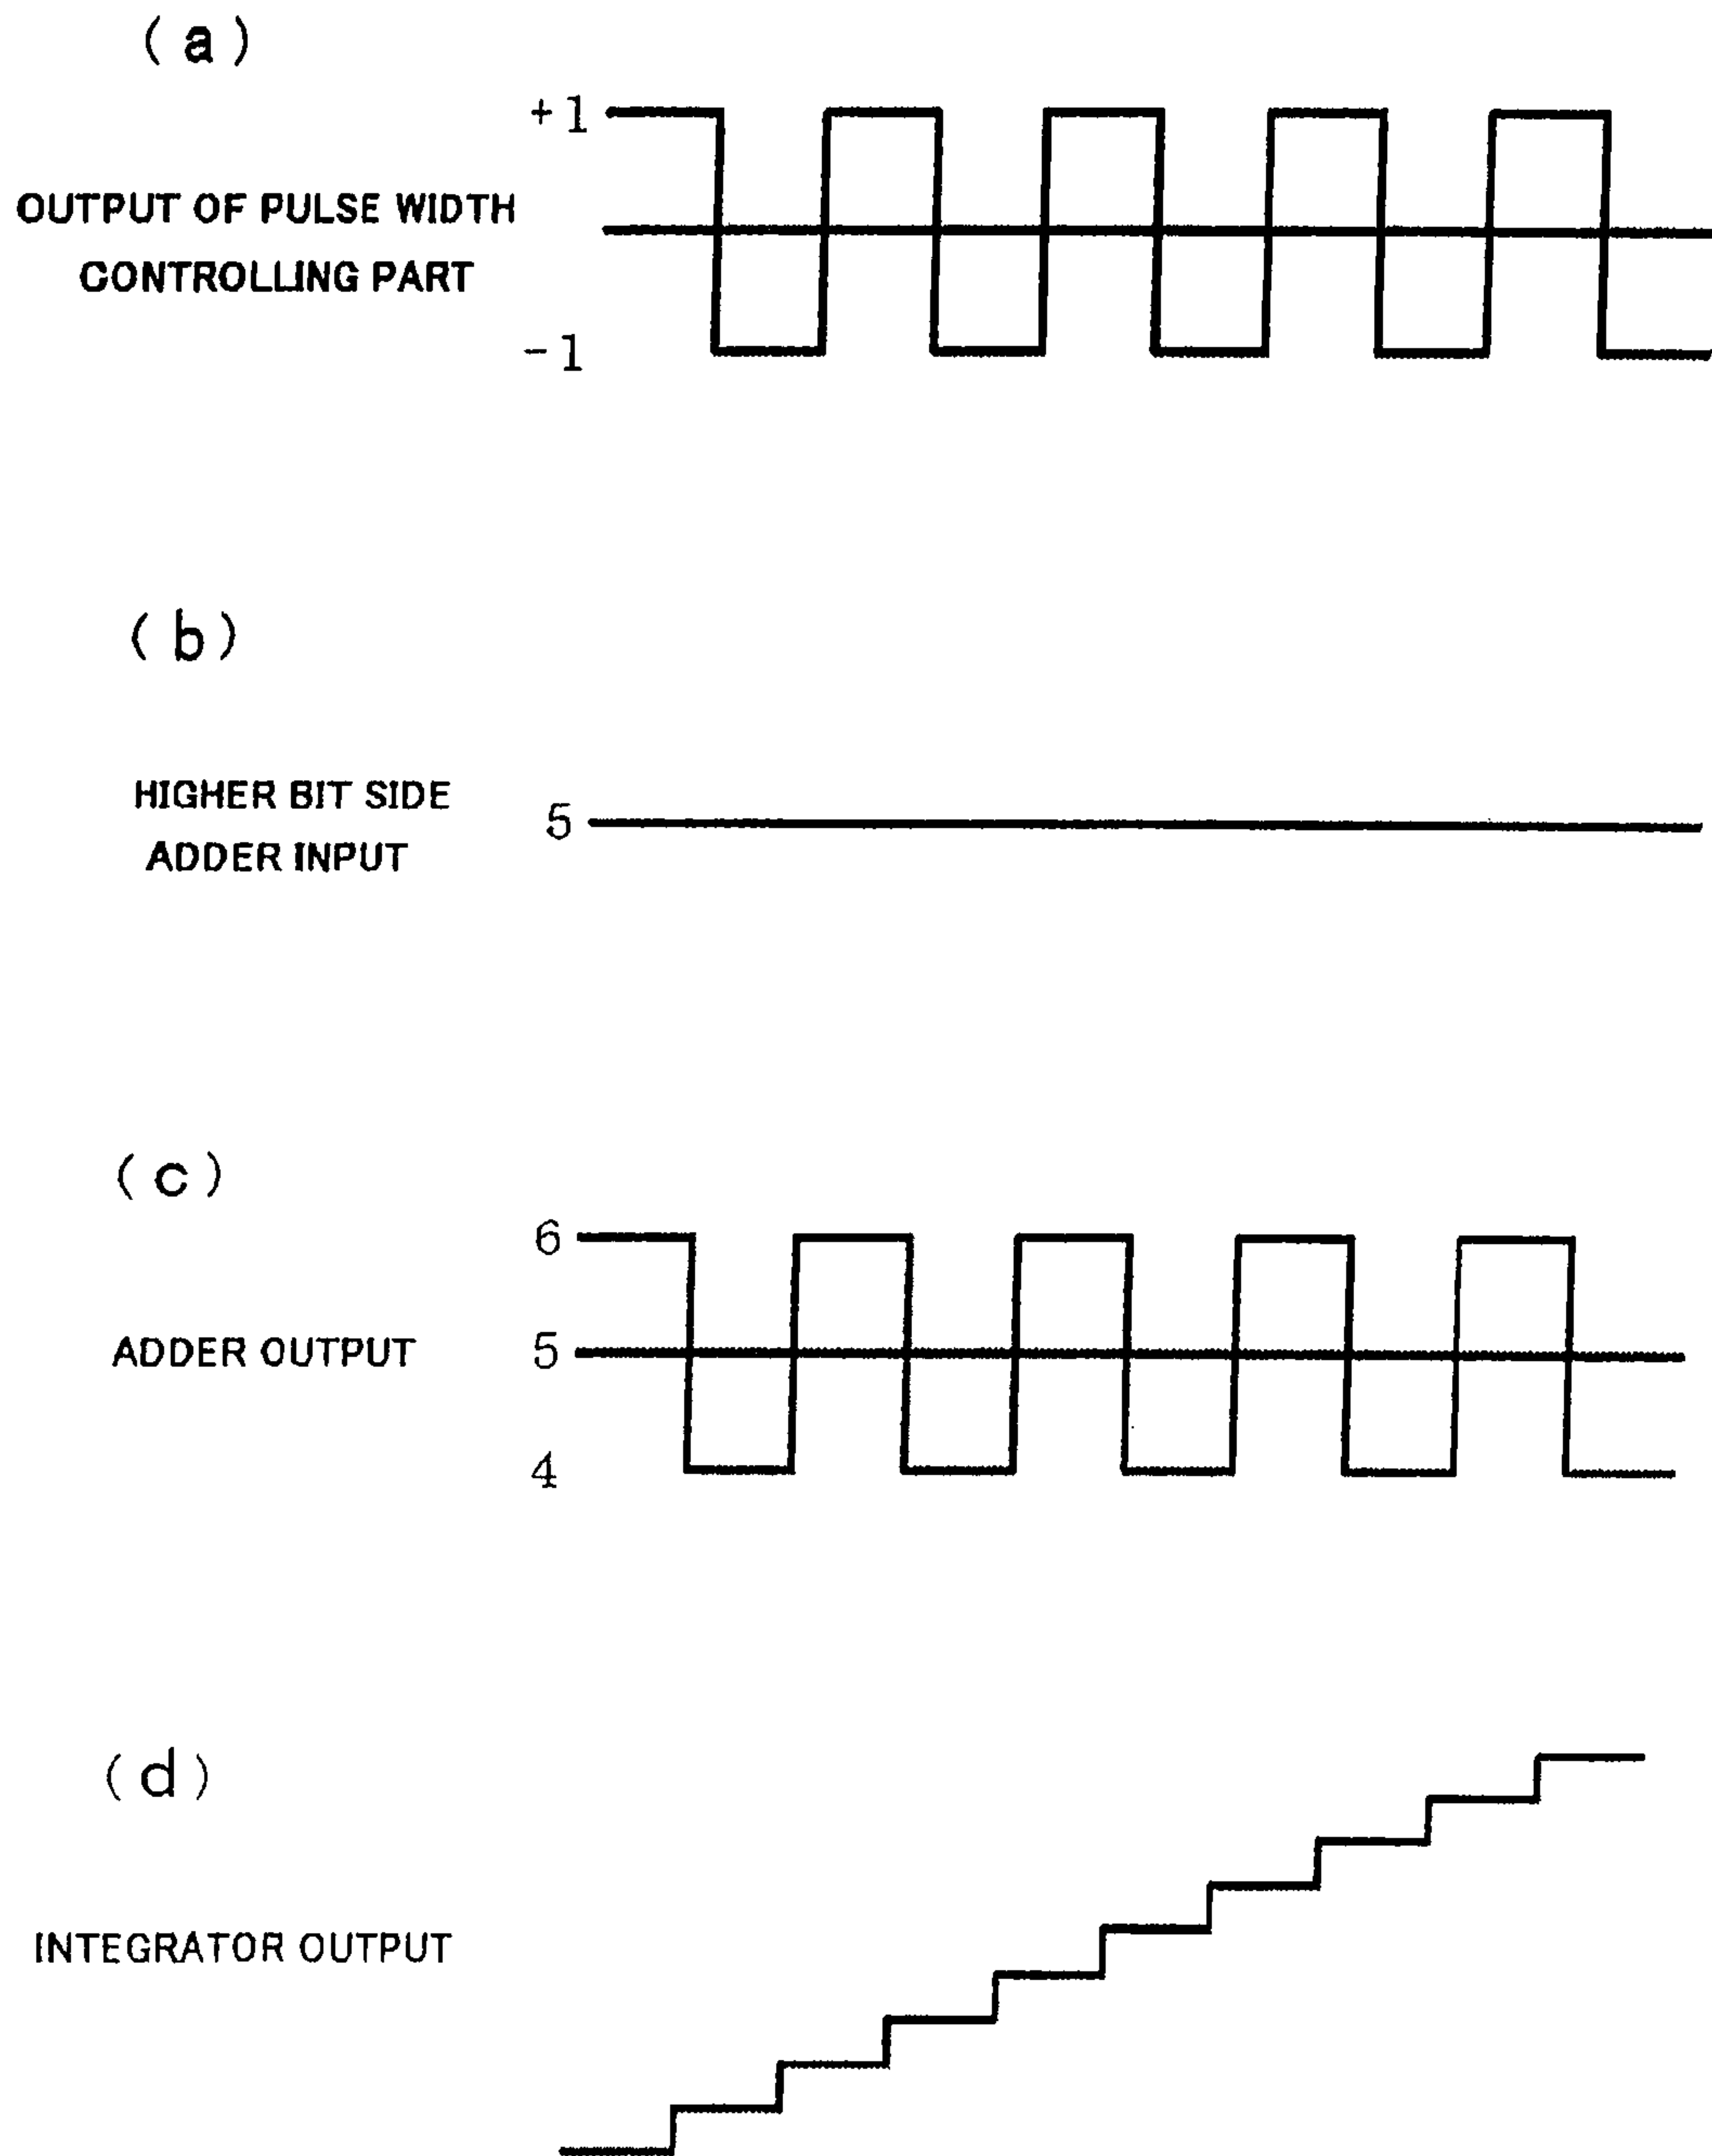 (a)
+1
OUTPUT OF PULSE WIDTH
CONTROLLING PART
-1
(b)
HIGHER BIT SIDE
5
ADDER INPUT
(c)
6
ADDER OUTPUT 5
4
(d)
INTEGRATOR OUTPUT